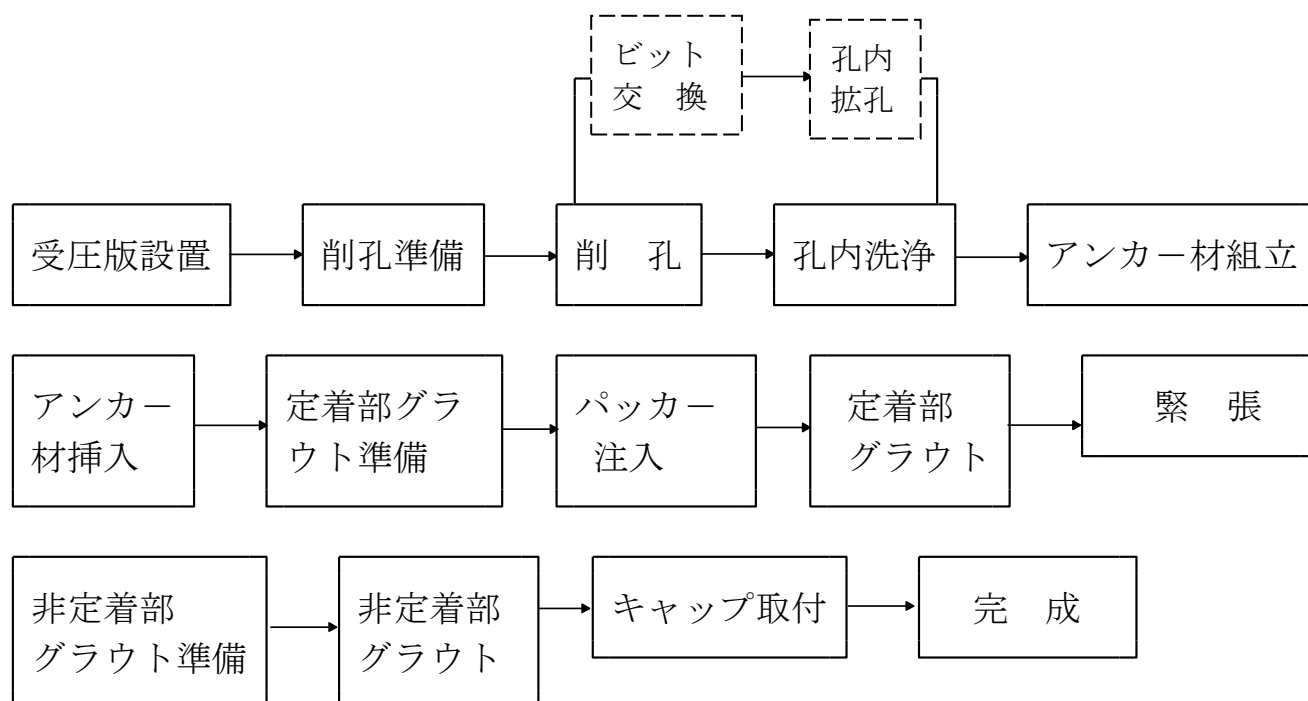 ビット
交　換
孔内
拡孔
受圧版設置
削孔準備
削　孔
孔内洗浄
アンカ－材組立
アンカ－
材挿入
定着部グラ
ウト準備
パッカ－
注入
定着部
グラウト
緊　張
非定着部
グラウト準備
非定着部
グラウト
キャップ取付
完　成